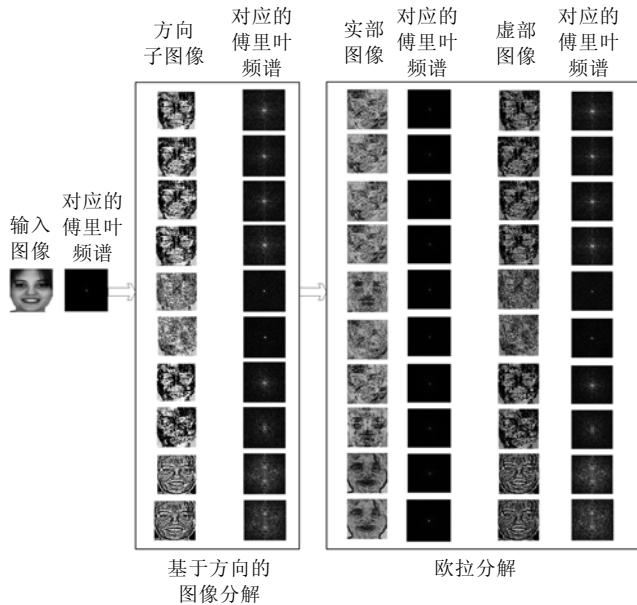 方向
子图像
对应的
傅里叶
频谱
实部
图像
对应的
傅里叶
频谱
虚部
图像
对应的
傅里叶
频谱
输入
图像
对应的
傅里叶
频谱
基于方向的
图像分解
欧拉分解